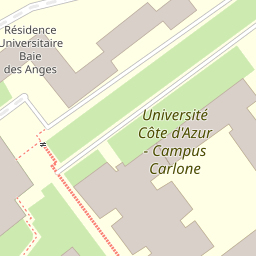 Résidence
Universitaire
Baie
des Anges
Université
Côte d'Azur
- Campus
Carlone